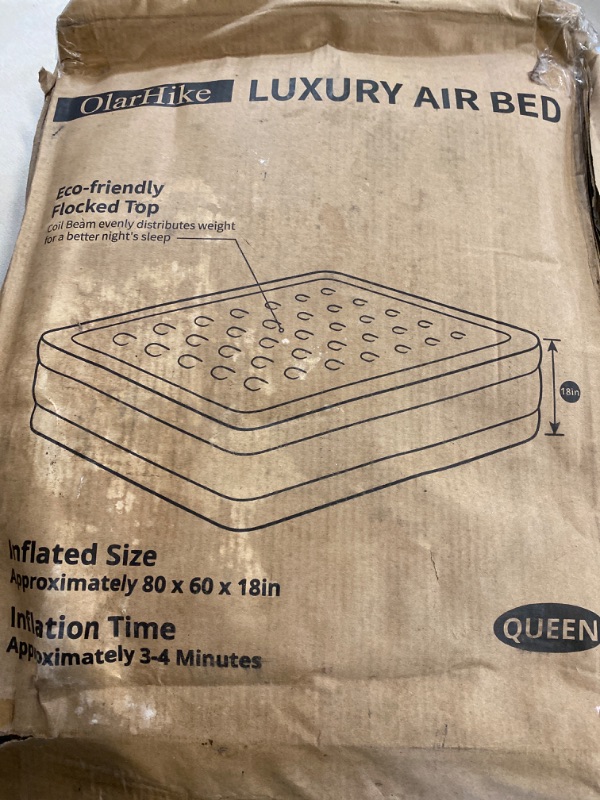 OlarHike LUXURY AIR BED
Eco-friendly
Flocked Top
Coil Beam evenly distributes weight
for a better night's sleep
18in
Inflated Size
Approximately 80 x 60 x 18in
Inflation Time
Approximately 3-4 Minutes
QUEEN